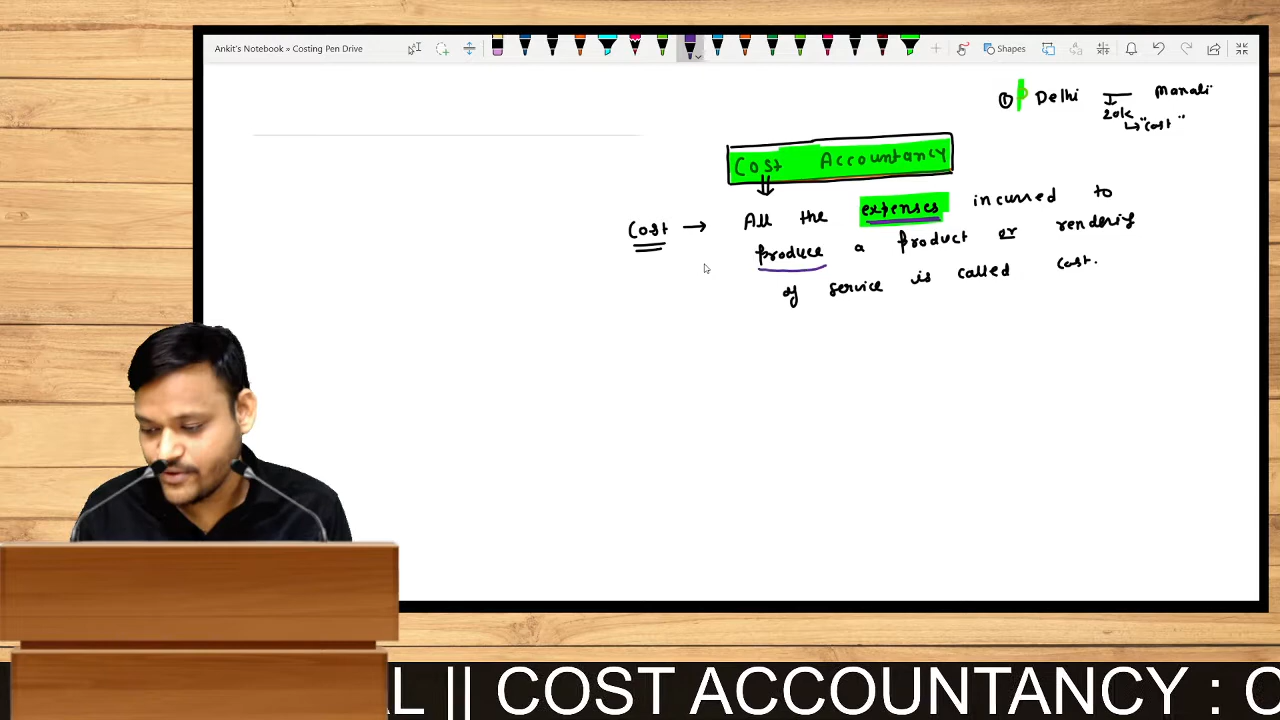 Ankit's Notebook » Costing Pen Drive
Shapes
① Delhi — Manali
20k
↳ "Cost"
Cost Accountancy
Cost → All the expenses incurred to
produce a product or rendering
of service is called cost.
AL || COST ACCOUNTANCY : C